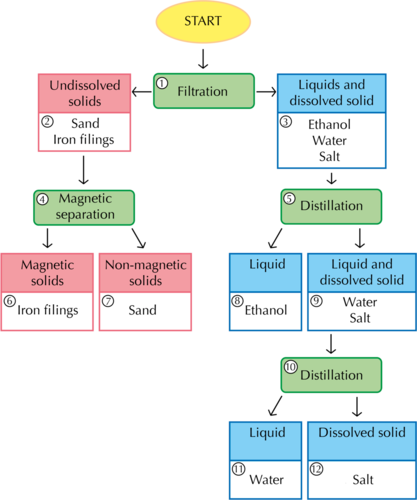 START
① Filtration
Undissolved
solids
② Sand
Iron filings
Liquids and
dissolved solid
③ Ethanol
Water
Salt
④ Magnetic
separation
⑤ Distillation
Magnetic
solids
⑥ Iron filings
Non-magnetic
solids
⑦ Sand
Liquid
⑧ Ethanol
Liquid and
dissolved solid
⑨ Water
Salt
⑩ Distillation
Liquid
⑪ Water
Dissolved solid
⑫ Salt